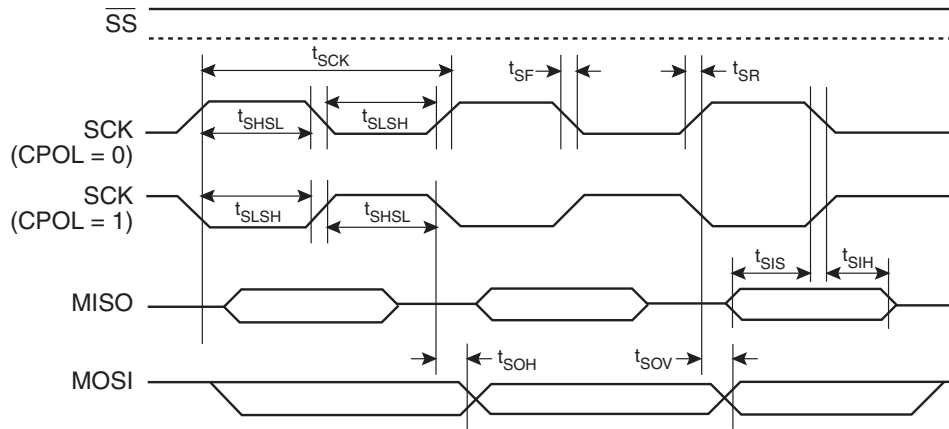 SS
tSCK
tSF
tSR
tSHSL
tSLSH
SCK
(CPOL = 0)
SCK
(CPOL = 1)
tSLSH
tSHSL
tSIS
tSIH
MISO
tSOH
tSOV
MOSI